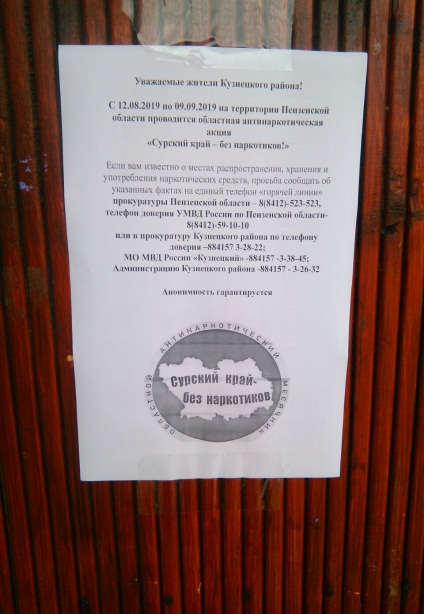 Уважаемые жители Кузнецкого района!
С 12.08.2019 по 09.09.2019 на территории Пензенской
области проводится областная антинаркотическая
акция
«Сурский край – без наркотиков!»
Если вам известно о местах распространения, хранения и
употребления наркотических средств, просьба сообщать об
указанных фактах на единый телефон «горячей линии»
прокуратуры Пензенской области – 8(8412)-523-523,
телефон доверия УМВД России по Пензенской области-
8(8412)-59-10-10
или в прокуратуру Кузнецкого района по телефону
доверия –884157 3-28-22;
МО МВД России «Кузнецкий» -884157 -3-38-45;
Администрацию Кузнецкого района -884157 - 3-26-32
Анонимность гарантируется
ОБЛАСТНОЙ АНТИНАРКОТИЧЕСКИЙ МЕСЯЧНИК
Сурский край-
без наркотиков